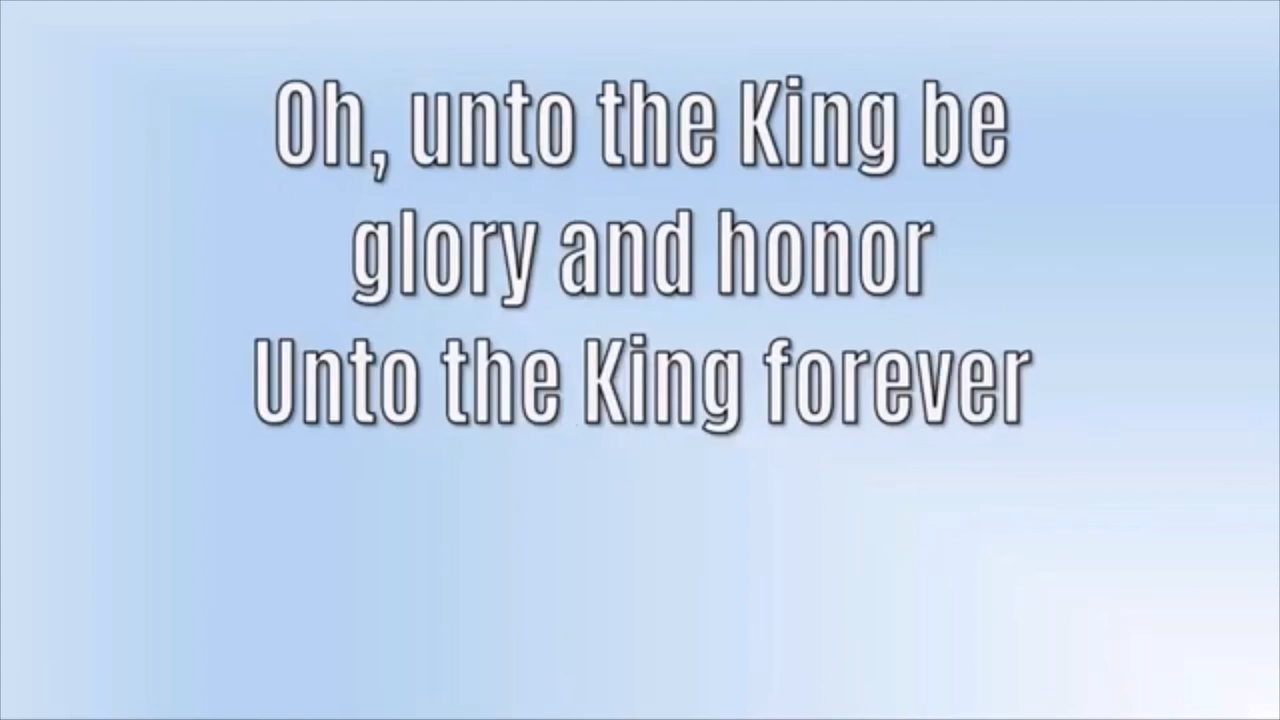 Oh, unto the King be
glory and honor
Unto the King forever